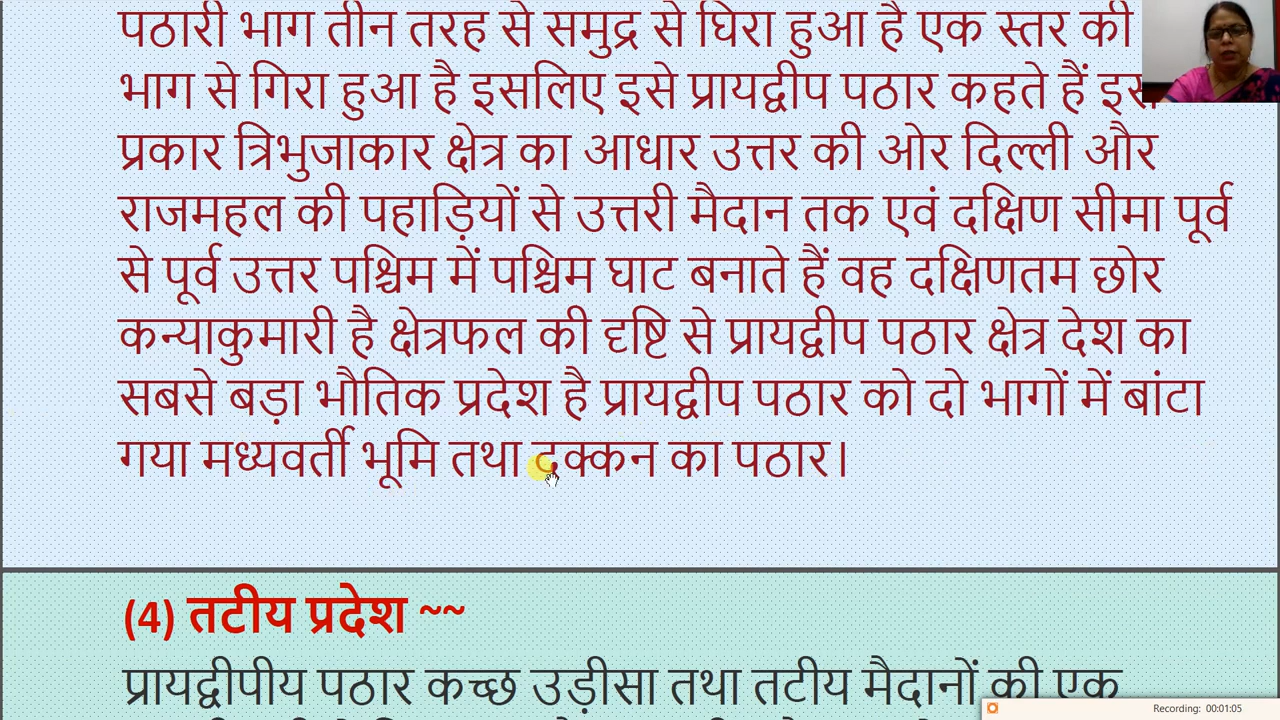 पठारी भाग तीन तरह से समुद्र से घिरा हुआ है एक स्तर की
भाग से गिरा हुआ है इसलिए इसे प्रायद्वीप पठार कहते हैं इस
प्रकार त्रिभुजाकार क्षेत्र का आधार उत्तर की ओर दिल्ली और
राजमहल की पहाड़ियों से उत्तरी मैदान तक एवं दक्षिण सीमा पूर्व
से पूर्व उत्तर पश्चिम में पश्चिम घाट बनाते हैं वह दक्षिणतम छोर
कन्याकुमारी है क्षेत्रफल की दृष्टि से प्रायद्वीप पठार क्षेत्र देश का
सबसे बड़ा भौतिक प्रदेश है प्रायद्वीप पठार को दो भागों में बांटा
गया मध्यवर्ती भूमि तथा दक्कन का पठार।
(4) तटीय प्रदेश ~~
प्रायद्वीपीय पठार कच्छ उड़ीसा तथा तटीय मैदानों की एक
Recording: 00:01:05